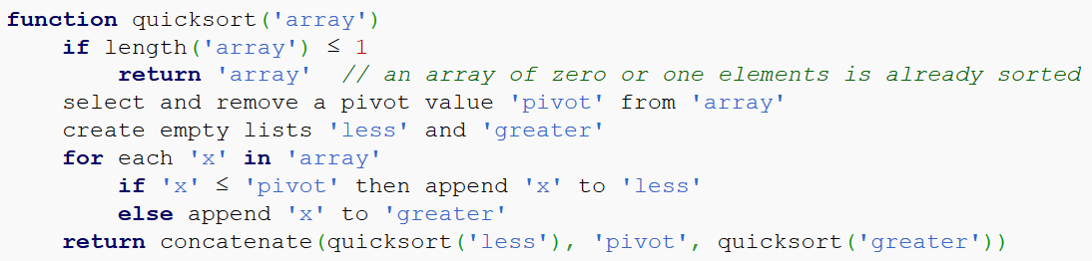 function quicksort('array')
if length('array') ≤ 1
return 'array' // an array of zero or one elements is already sorted
select and remove a pivot value 'pivot' from 'array'
create empty lists 'less' and 'greater'
for each 'x' in 'array'
if 'x' ≤ 'pivot' then append 'x' to 'less'
else append 'x' to 'greater'
return concatenate(quicksort('less'), 'pivot', quicksort('greater'))